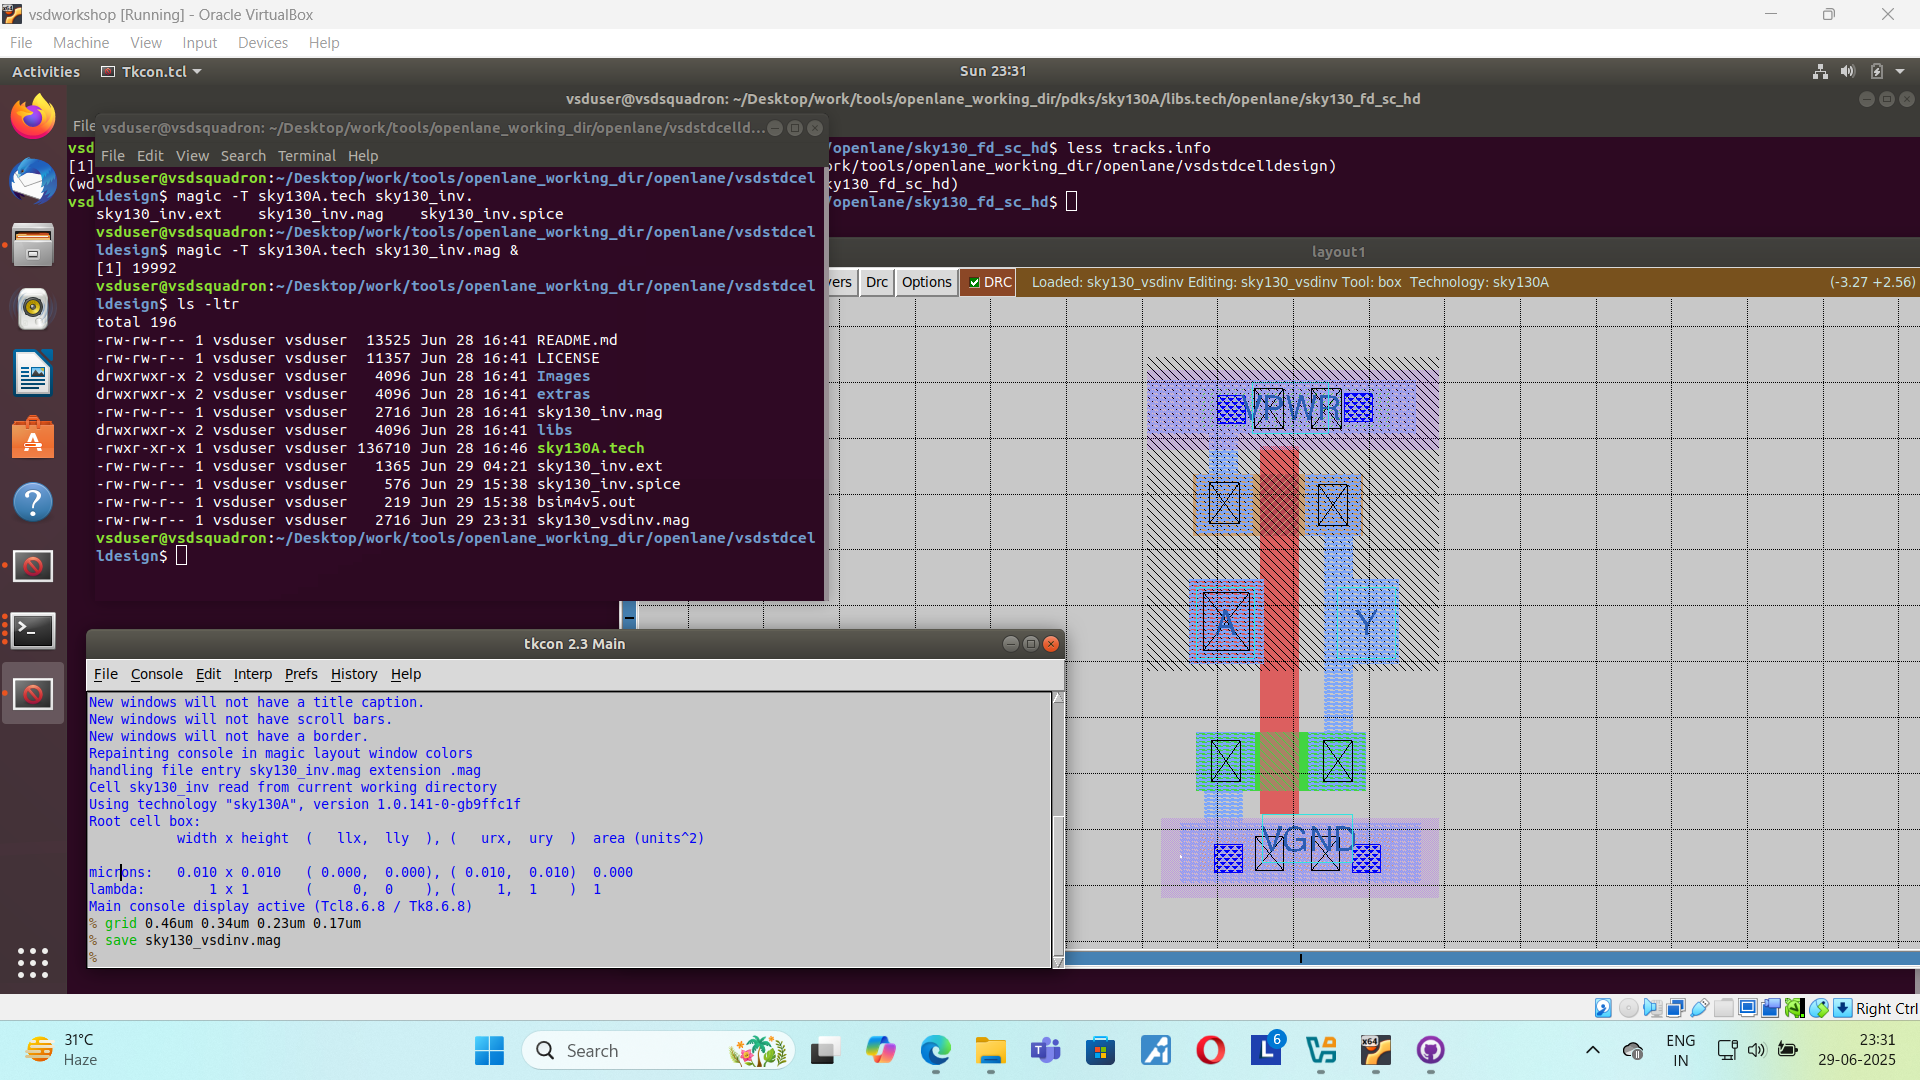 vsdworkshop [Running] - Oracle VirtualBox
File Machine View Input Devices Help
Activities Tkcon.tcl Sun 23:31
vsduser@vsdsquadron: ~/Desktop/work/tools/openlane_working_dir/pdks/sky130A/libs.tech/openlane/sky130_fd_sc_hd
File
vsd
[1]
(wd
vsd
/openlane/sky130_fd_sc_hd$ less tracks.info
rk/tools/openlane_working_dir/openlane/vsdstdcelldesign)
ky130_fd_sc_hd)
/openlane/sky130_fd_sc_hd$
vsduser@vsdsquadron: ~/Desktop/work/tools/openlane_working_dir/openlane/vsdstdcelld...
File Edit View Search Terminal Help
vsduser@vsdsquadron:~/Desktop/work/tools/openlane_working_dir/openlane/vsdstdcel
ldesign$ magic -T sky130A.tech sky130_inv.
sky130_inv.ext sky130_inv.mag sky130_inv.spice
vsduser@vsdsquadron:~/Desktop/work/tools/openlane_working_dir/openlane/vsdstdcel
ldesign$ magic -T sky130A.tech sky130_inv.mag &
[1] 19992
vsduser@vsdsquadron:~/Desktop/work/tools/openlane_working_dir/openlane/vsdstdcel
ldesign$ ls -ltr
total 196
-rw-rw-r-- 1 vsduser vsduser 13525 Jun 28 16:41 README.md
-rw-rw-r-- 1 vsduser vsduser 11357 Jun 28 16:41 LICENSE
drwxrwxr-x 2 vsduser vsduser 4096 Jun 28 16:41 Images
drwxrwxr-x 2 vsduser vsduser 4096 Jun 28 16:41 extras
-rw-rw-r-- 1 vsduser vsduser 2716 Jun 28 16:41 sky130_inv.mag
drwxrwxr-x 2 vsduser vsduser 4096 Jun 28 16:41 libs
-rwxr-xr-x 1 vsduser vsduser 136710 Jun 28 16:46 sky130A.tech
-rw-rw-r-- 1 vsduser vsduser 1365 Jun 29 04:21 sky130_inv.ext
-rw-rw-r-- 1 vsduser vsduser 576 Jun 29 15:38 sky130_inv.spice
-rw-rw-r-- 1 vsduser vsduser 219 Jun 29 15:38 bsim4v5.out
-rw-rw-r-- 1 vsduser vsduser 2716 Jun 29 23:31 sky130_vsdinv.mag
vsduser@vsdsquadron:~/Desktop/work/tools/openlane_working_dir/openlane/vsdstdcel
ldesign$
layout1
vers Drc Options DRC Loaded: sky130_vsdinv Editing: sky130_vsdinv Tool: box Technology: sky130A (-3.27 +2.56)
VPWR
A
Y
VGND
tkcon 2.3 Main
File Console Edit Interp Prefs History Help
New windows will not have a title caption.
New windows will not have scroll bars.
New windows will not have a border.
Repainting console in magic layout window colors
handling file entry sky130_inv.mag extension .mag
Cell sky130_inv read from current working directory
Using technology "sky130A", version 1.0.141-0-gb9ffc1f
Root cell box:
width x height ( llx, lly ), ( urx, ury ) area (units^2)
microns: 0.010 x 0.010 ( 0.000, 0.000), ( 0.010, 0.010) 0.000
lambda: 1 x 1 ( 0, 0 ), ( 1, 1 ) 1
Main console display active (Tcl8.6.8 / Tk8.6.8)
% grid 0.46um 0.34um 0.23um 0.17um
% save sky130_vsdinv.mag
%
Right Ctrl
31°C
Haze
Search
6
ENG
IN
23:31
29-06-2025